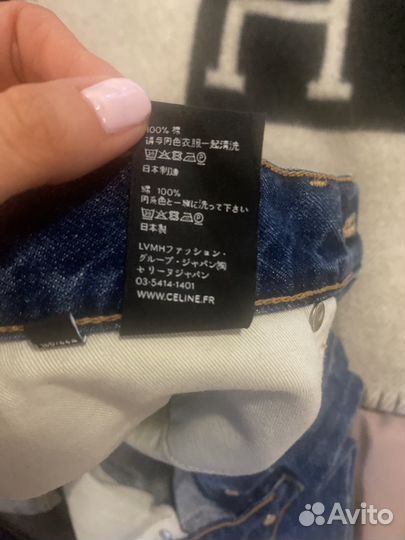 100% 棉
请与同色衣服一起清洗
日本制造
綿 100%
同系色と一緒に洗って下さい
日本製
LVMHファッション・
グループ・ジャパン㈱
セリーヌジャパン
03-5414-1401
WWW.CELINE.FR
Avito